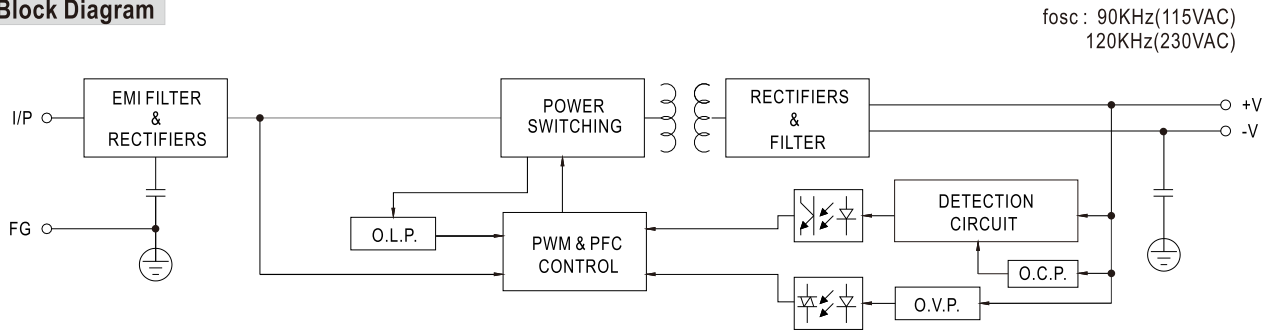 Block Diagram
fosc : 90KHz(115VAC)
120KHz(230VAC)
I/P
EMI FILTER
&
RECTIFIERS
POWER
SWITCHING
RECTIFIERS
&
FILTER
+V
-V
FG
O.L.P.
PWM & PFC
CONTROL
DETECTION
CIRCUIT
O.C.P.
O.V.P.